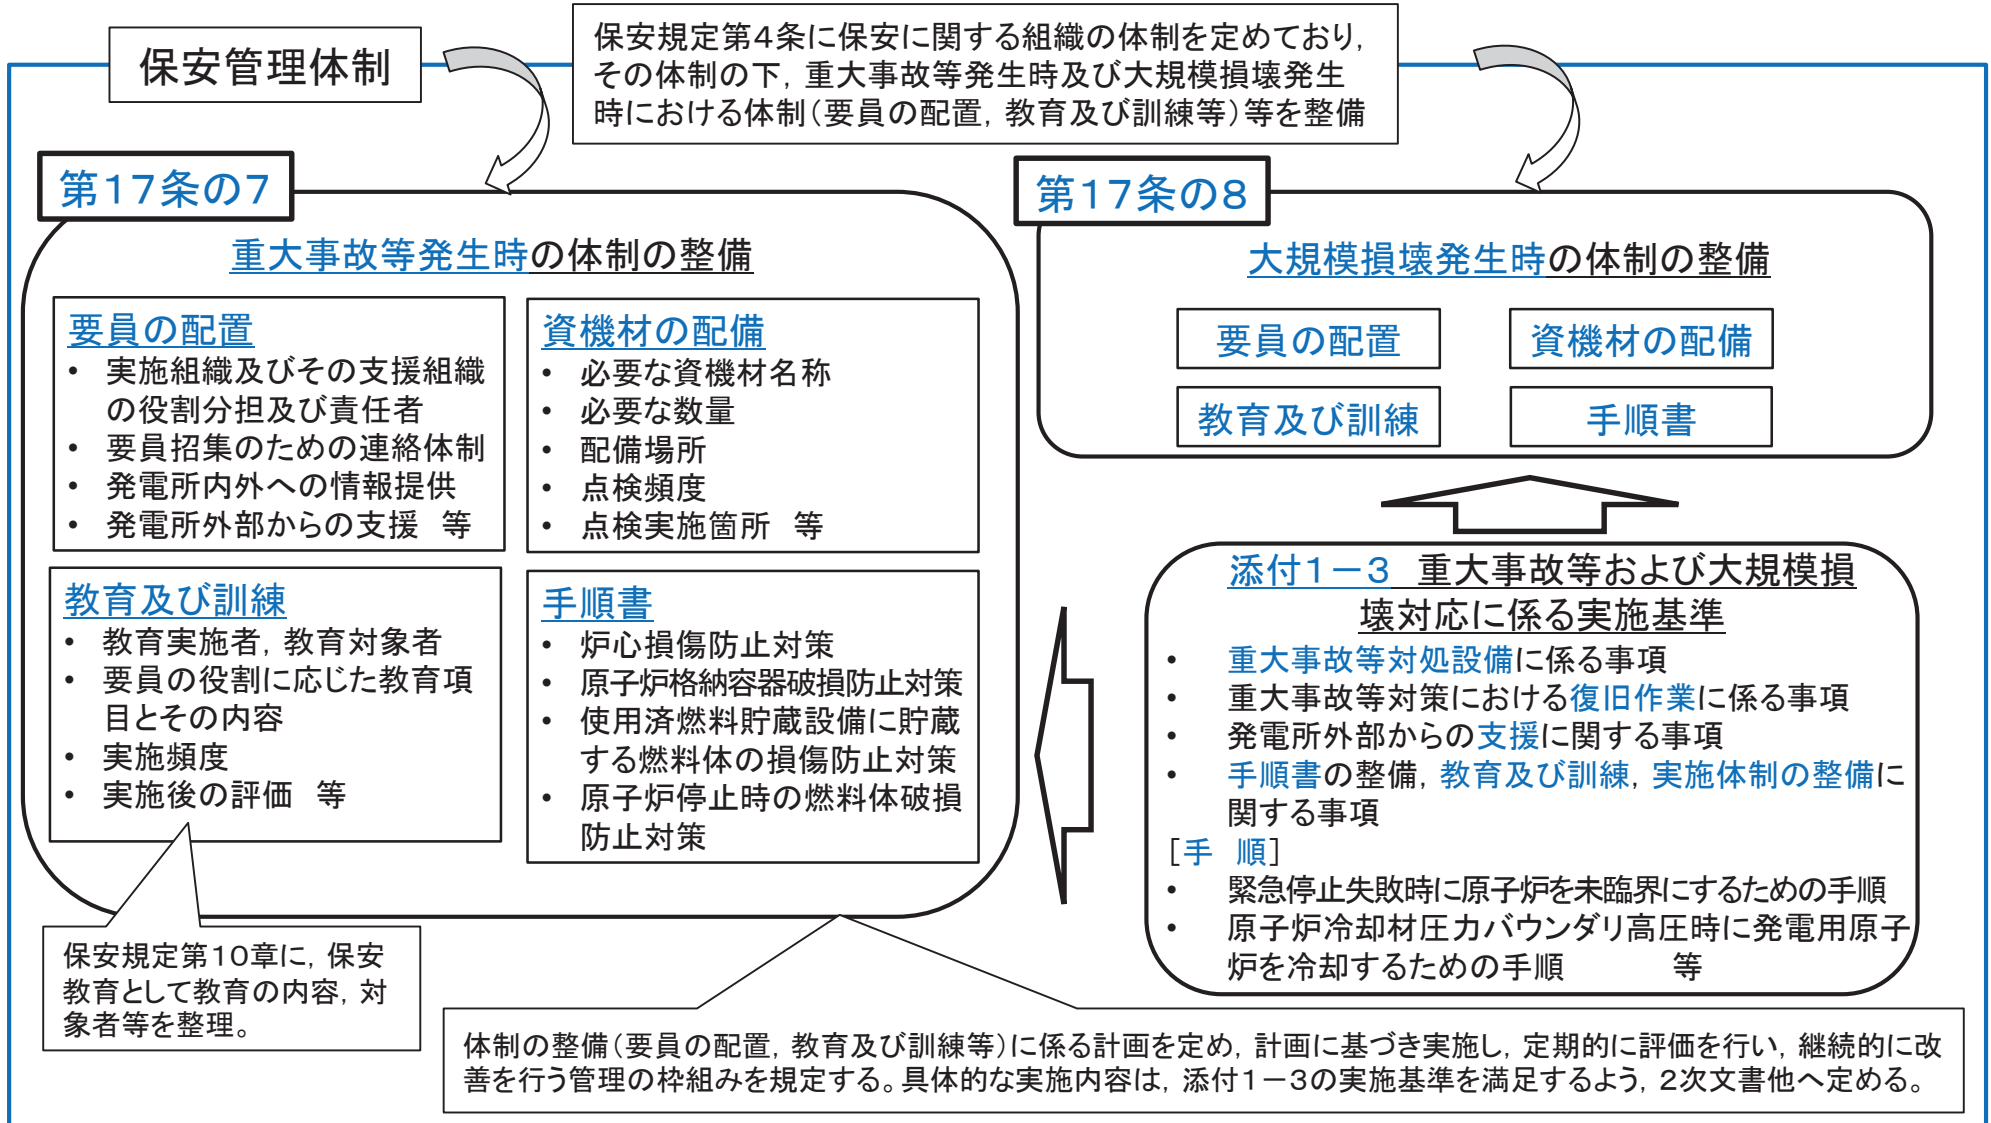 保安管理体制
保安規定第4条に保安に関する組織の体制を定めており，
その体制の下，重大事故等発生時及び大規模損壊発生
時における体制（要員の配置，教育及び訓練等）等を整備
第17条の7
重大事故等発生時の体制の整備
要員の配置
• 実施組織及びその支援組織
の役割分担及び責任者
• 要員招集のための連絡体制
• 発電所内外への情報提供
• 発電所外部からの支援　等
資機材の配備
• 必要な資機材名称
• 必要な数量
• 配備場所
• 点検頻度
• 点検実施箇所　等
教育及び訓練
• 教育実施者，教育対象者
• 要員の役割に応じた教育項
目とその内容
• 実施頻度
• 実施後の評価　等
手順書
• 炉心損傷防止対策
• 原子炉格納容器破損防止対策
• 使用済燃料貯蔵設備に貯蔵
する燃料体の損傷防止対策
• 原子炉停止時の燃料体破損
防止対策
保安規定第10章に，保安
教育として教育の内容，対
象者等を整理。
第17条の8
大規模損壊発生時の体制の整備
要員の配置
資機材の配備
教育及び訓練
手順書
添付1－3　重大事故等および大規模損
壊対応に係る実施基準
• 重大事故等対処設備に係る事項
• 重大事故等対策における復旧作業に係る事項
• 発電所外部からの支援に関する事項
• 手順書の整備，教育及び訓練，実施体制の整備に
関する事項
［手　順］
• 緊急停止失敗時に原子炉を未臨界にするための手順
• 原子炉冷却材圧力バウンダリ高圧時に発電用原子
炉を冷却するための手順　　　等
体制の整備（要員の配置，教育及び訓練等）に係る計画を定め，計画に基づき実施し，定期的に評価を行い，継続的に改
善を行う管理の枠組みを規定する。具体的な実施内容は，添付1－3の実施基準を満足するよう，2次文書他へ定める。